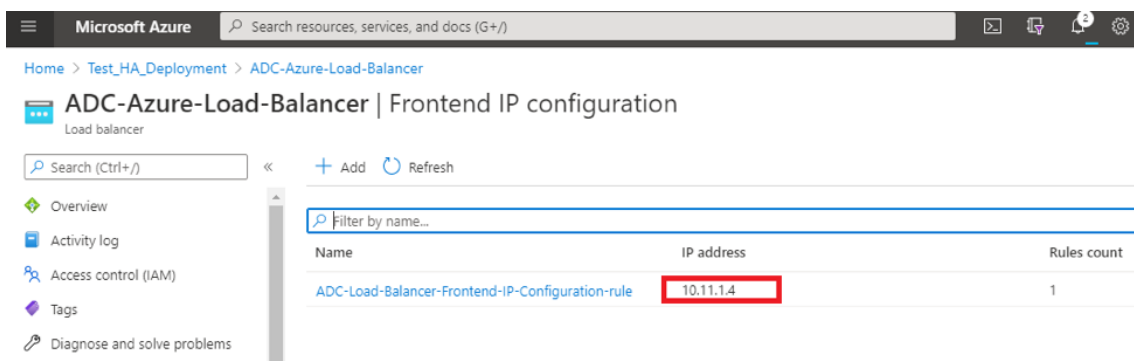 Microsoft Azure
Search resources, services, and docs (G+/)
2
Home > Test_HA_Deployment > ADC-Azure-Load-Balancer
ADC-Azure-Load-Balancer | Frontend IP configuration
Load balancer
Search (Ctrl+/)
«
+ Add
Refresh
Overview
Filter by name...
Activity log
Name
IP address
Rules count
Access control (IAM)
ADC-Load-Balancer-Frontend-IP-Configuration-rule
10.11.1.4
1
Tags
Diagnose and solve problems